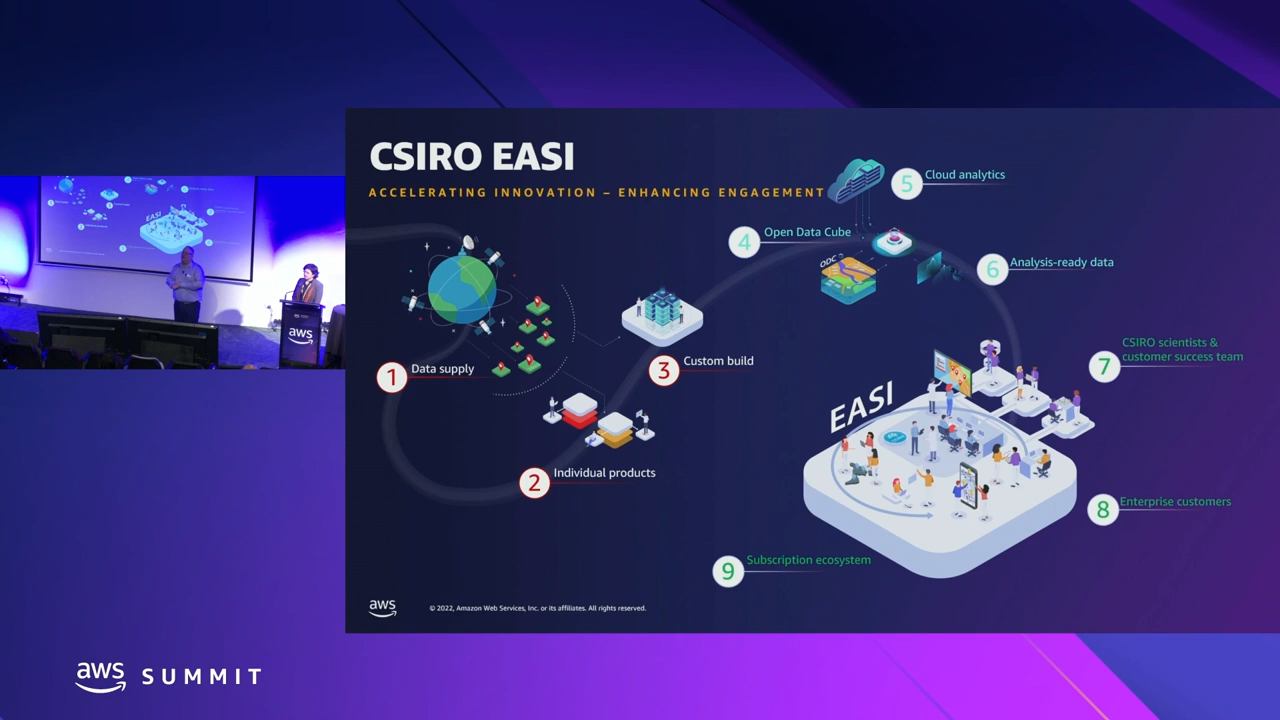 CSIRO EASI
ACCELERATING INNOVATION – ENHANCING ENGAGEMENT
5 Cloud analytics
4 Open Data Cube
ODC
6 Analysis-ready data
1 Data supply
3 Custom build
7 CSIRO scientists &
customer success team
EASI
2 Individual products
8 Enterprise customers
9 Subscription ecosystem
aws
© 2022, Amazon Web Services, Inc. or its affiliates. All rights reserved.
EASI
aws
aws SUMMIT